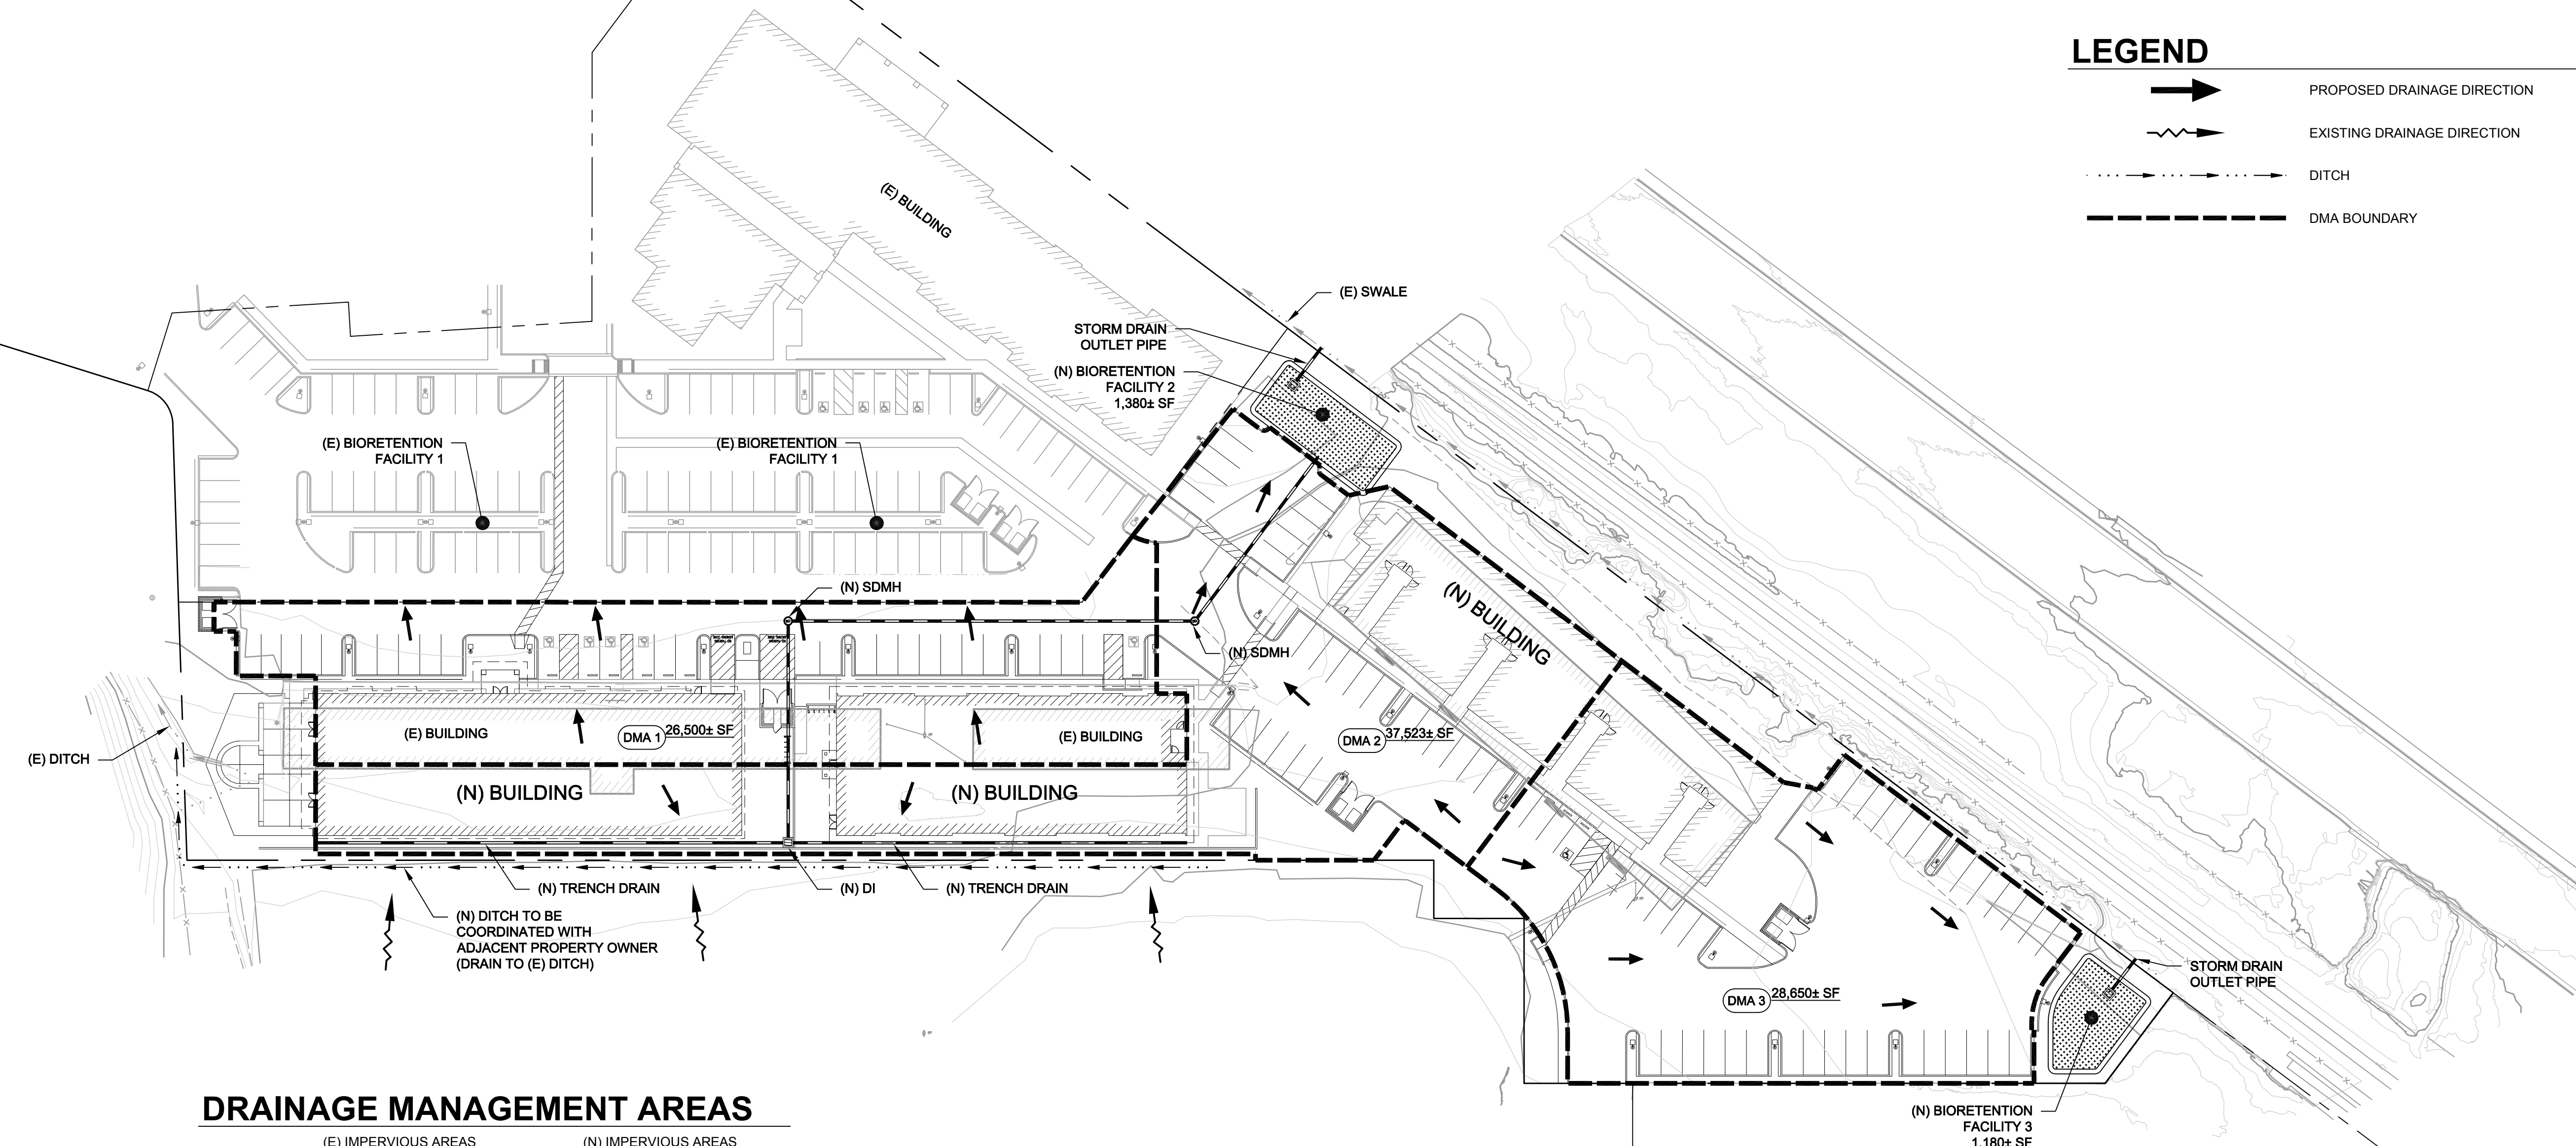 LEGEND
PROPOSED DRAINAGE DIRECTION
EXISTING DRAINAGE DIRECTION
DITCH
DMA BOUNDARY
(E) BUILDING
(E) SWALE
STORM DRAIN
OUTLET PIPE
(N) BIORETENTION
FACILITY 2
1,380± SF
(E) BIORETENTION
FACILITY 1
(E) BIORETENTION
FACILITY 1
(N) SDMH
(N) SDMH
(N) BUILDING
(E) DITCH
(E) BUILDING
DMA 1 26,500± SF
(E) BUILDING
DMA 2 37,523± SF
(N) BUILDING
(N) BUILDING
(N) TRENCH DRAIN
(N) DI
(N) TRENCH DRAIN
(N) DITCH TO BE
COORDINATED WITH
ADJACENT PROPERTY OWNER
(DRAIN TO (E) DITCH)
DMA 3 28,650± SF
STORM DRAIN
OUTLET PIPE
(N) BIORETENTION
FACILITY 3
1,180± SF
DRAINAGE MANAGEMENT AREAS
(E) IMPERVIOUS AREAS
(N) IMPERVIOUS AREAS